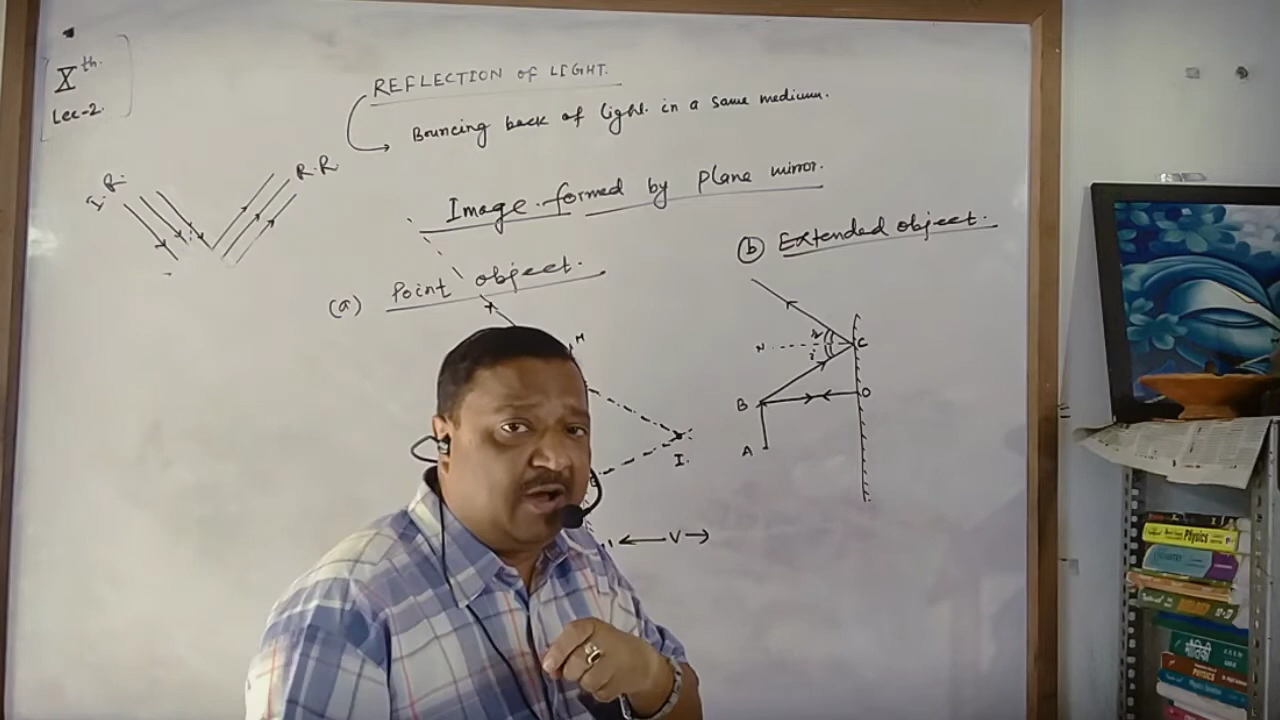 Xth.
Lec-2.
REFLECTION OF LIGHT.
Bouncing back of light in a same medium.
I.R.
R.R.
Image formed by plane mirror.
(a) Point object.
(b) Extended object.
M
I.
V
N
r
i
C
B
O
A
Physics
भौतिकी
PHYSICS